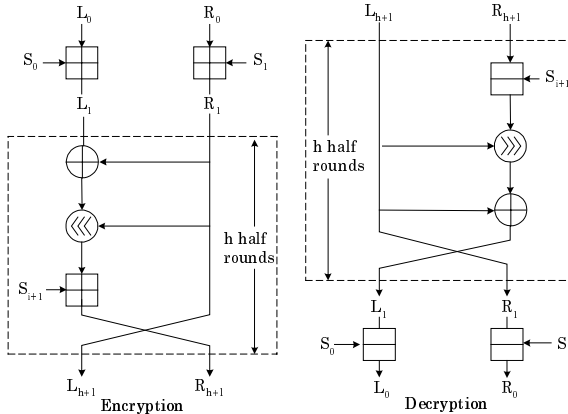 L0
R0
S0
S1
L1
R1
h half
rounds
Si+1
Lh+1
Rh+1
Encryption
Lh+1
Rh+1
Si+1
h half
rounds
L1
R1
S0
S
L0
R0
Decryption